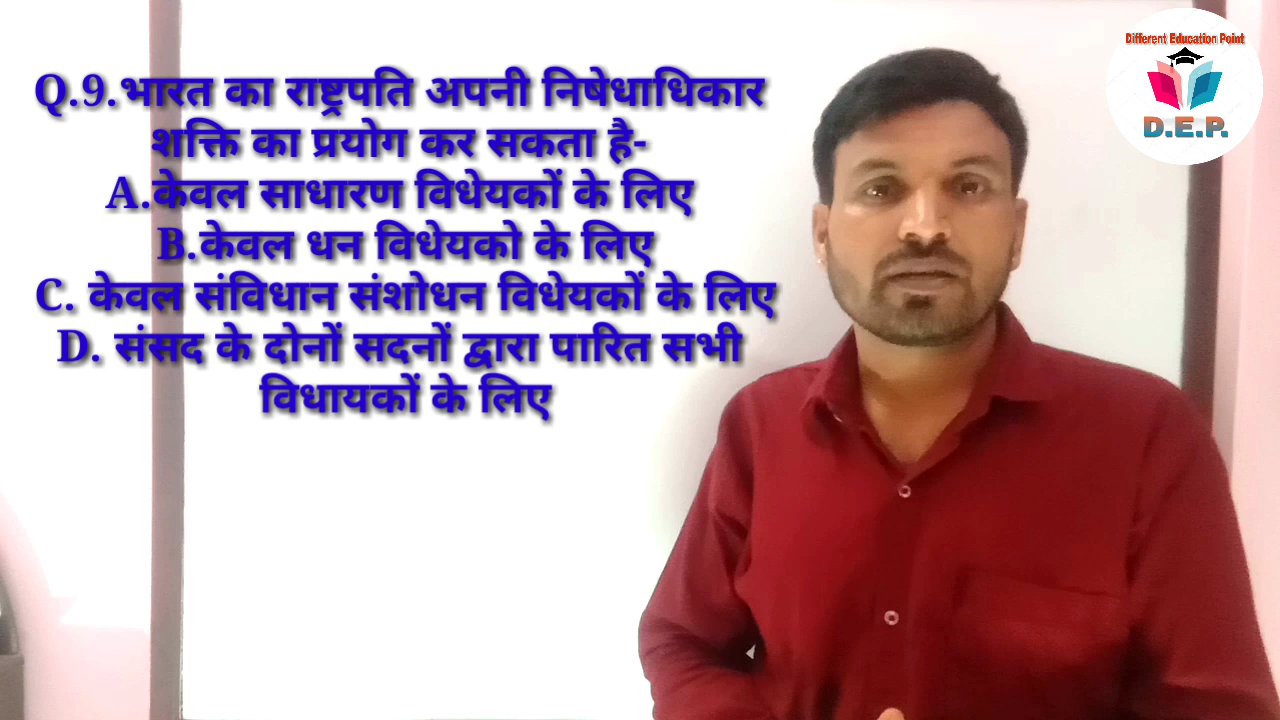 Different Education Point
D.E.P.
Q.9.भारत का राष्ट्रपति अपनी निषेधाधिकार
शक्ति का प्रयोग कर सकता है-
A.केवल साधारण विधेयकों के लिए
B.केवल धन विधेयको के लिए
C. केवल संविधान संशोधन विधेयकों के लिए
D. संसद के दोनों सदनों द्वारा पारित सभी
विधायकों के लिए